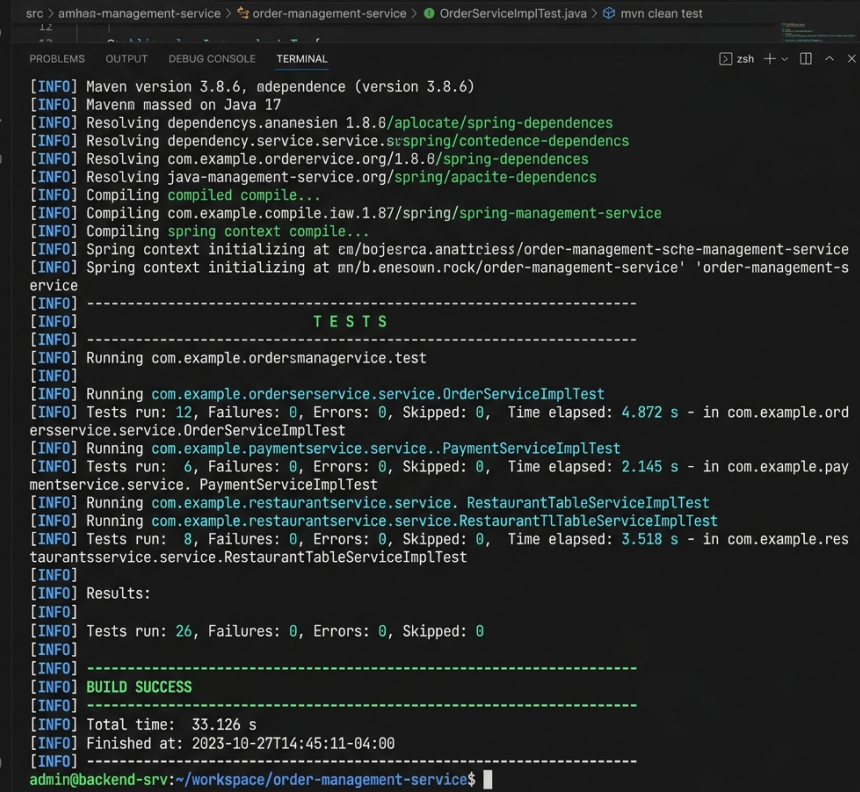 src > amhan-management-service > order-management-service > OrderServiceImplTest.java > mvn clean test
12
PROBLEMS OUTPUT DEBUG CONSOLE TERMINAL zsh
[INFO] Maven version 3.8.6, adependence (version 3.8.6)
[INFO] Mavenm massed on Java 17
[INFO] Resolving dependencys.ananesien 1.8.6/aplocate/spring-dependences
[INFO] Resolving dependency.service.service.srspring/contedence-dependencs
[INFO] Resolving com.example.orderervice.org/1.8.6/spring-dependences
[INFO] Resolving java-management-service.org/spring/apacite-dependencs
[INFO] Compiling compiled compile...
[INFO] Compiling com.example.compile.iaw.1.87/spring/spring-management-service
[INFO] Compiling spring context compile...
[INFO] Spring context initializing at em/bojesrca.anattriess/order-management-sche-management-service
[INFO] Spring context initializing at mn/b.enesown.rock/order-management-service' 'order-management-s
ervice
[INFO] --------------------------------------------------------------------
[INFO] T E S T S
[INFO] --------------------------------------------------------------------
[INFO] Running com.example.ordersmanagervice.test
[INFO]
[INFO] Running com.example.orderserservice.service.OrderServiceImplTest
[INFO] Tests run: 12, Failures: 0, Errors: 0, Skipped: 0, Time elapsed: 4.872 s - in com.example.ord
ersservice.service.OrderServiceImplTest
[INFO] Running com.example.paymentservice.service..PaymentServiceImplTest
[INFO] Tests run: 6, Failures: 0, Errors: 0, Skipped: 0, Time elapsed: 2.145 s - in com.example.pay
mentservice.service. PaymentServiceImplTest
[INFO] Running com.example.restaurantservice.service. RestaurantTableServiceImplTest
[INFO] Running com.example.restaurantservice.service.RestaurantTlTableServiceImplTest
[INFO] Tests run: 8, Failures: 0, Errors: 0, Skipped: 0, Time elapsed: 3.518 s - in com.example.res
taurantsservice.service.RestaurantTableServiceImplTest
[INFO]
[INFO] Results:
[INFO]
[INFO] Tests run: 26, Failures: 0, Errors: 0, Skipped: 0
[INFO]
[INFO] --------------------------------------------------------------------
[INFO] BUILD SUCCESS
[INFO] --------------------------------------------------------------------
[INFO] Total time: 33.126 s
[INFO] Finished at: 2023-10-27T14:45:11-04:00
[INFO] --------------------------------------------------------------------
admin@backend-srv:~/workspace/order-management-service$